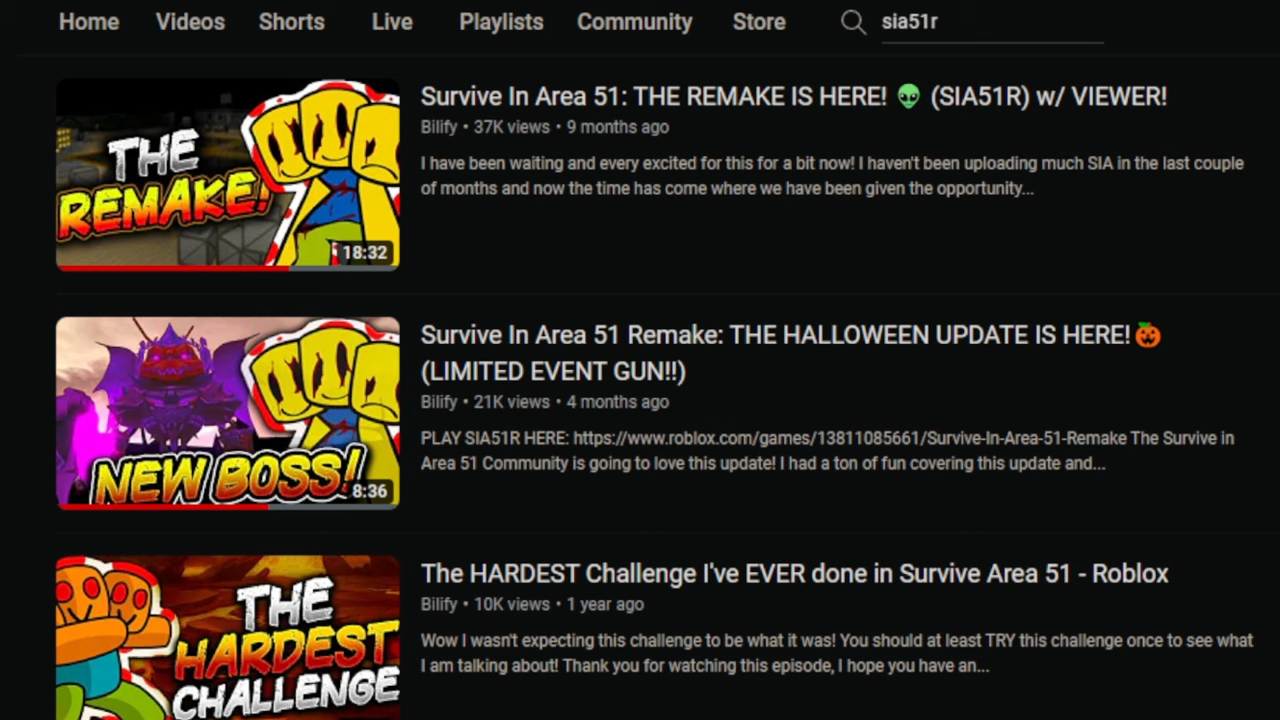 Home Videos Shorts Live Playlists Community Store sia51r
THE
REMAKE!
18:32
Survive In Area 51: THE REMAKE IS HERE! 👽 (SIA51R) w/ VIEWER!
Bilify • 37K views • 9 months ago
I have been waiting and every excited for this for a bit now! I haven't been uploading much SIA in the last couple
of months and now the time has come where we have been given the opportunity...
NEW BOSS!
8:36
Survive In Area 51 Remake: THE HALLOWEEN UPDATE IS HERE!🎃
(LIMITED EVENT GUN!!)
Bilify • 21K views • 4 months ago
PLAY SIA51R HERE: https://www.roblox.com/games/13811085661/Survive-In-Area-51-Remake The Survive in
Area 51 Community is going to love this update! I had a ton of fun covering this update and...
THE
HARDEST
CHALLENGE
The HARDEST Challenge I've EVER done in Survive Area 51 - Roblox
Bilify • 10K views • 1 year ago
Wow I wasn't expecting this challenge to be what it was! You should at least TRY this challenge once to see what
I am talking about! Thank you for watching this episode, I hope you have an...